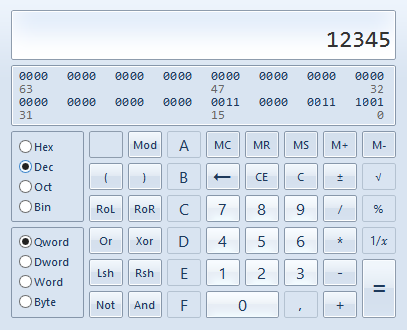 12345
0000 0000 0000 0000 0000 0000 0000 0000
63 47 32
0000 0000 0000 0000 0011 0000 0011 1001
31 15 0
Hex Mod A MC MR MS M+ M-
Dec ( ) B ← CE C ± √
Oct
Bin RoL RoR C 7 8 9 / %
Qword Or Xor D 4 5 6 * 1/x
Dword
Word Lsh Rsh E 1 2 3 - =
Byte Not And F 0 , +